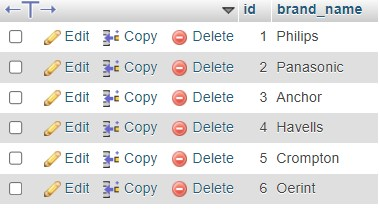 id brand_name
Edit Copy Delete 1 Philips
Edit Copy Delete 2 Panasonic
Edit Copy Delete 3 Anchor
Edit Copy Delete 4 Havells
Edit Copy Delete 5 Crompton
Edit Copy Delete 6 Oerint